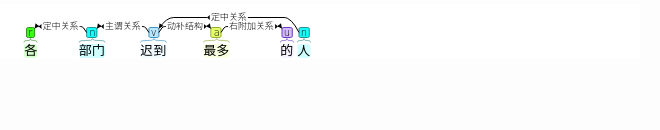 定中关系
定中关系 主谓关系 动补结构 右附加关系
r n v a u n
各 部门 迟到 最多 的 人